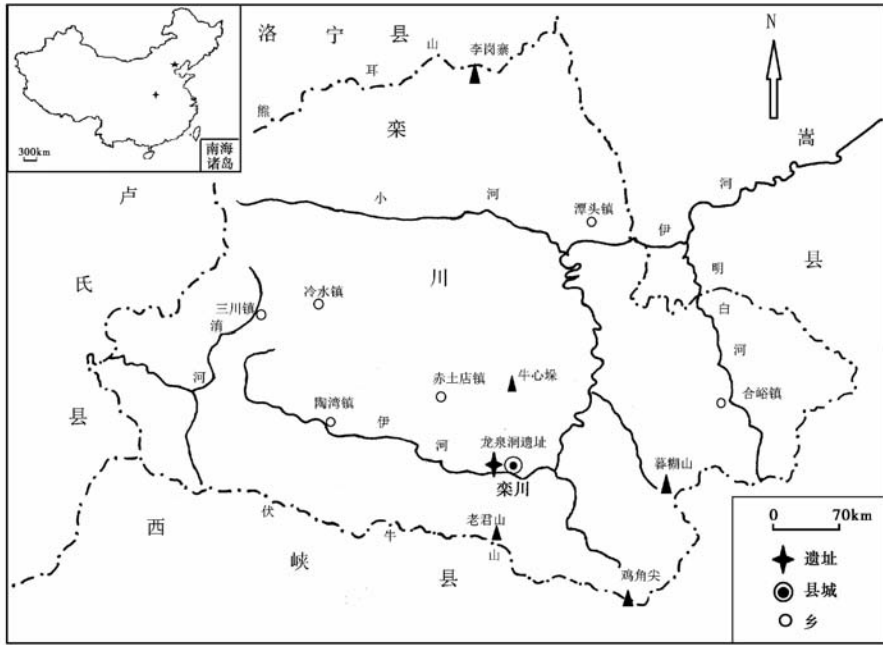 洛宁县
N
熊耳山
李岗寨
300km
南海
诸岛
栾川
嵩县
卢氏县
小河
潭头镇
伊河
明白河
三川镇
冷水镇
淯河
赤土店镇
牛心垛
合峪镇
陶湾镇
伊河
龙泉涧遗址
栾川
老君山
伏牛山
鸡角尖
西峡县
0 70km
遗址
县城
乡